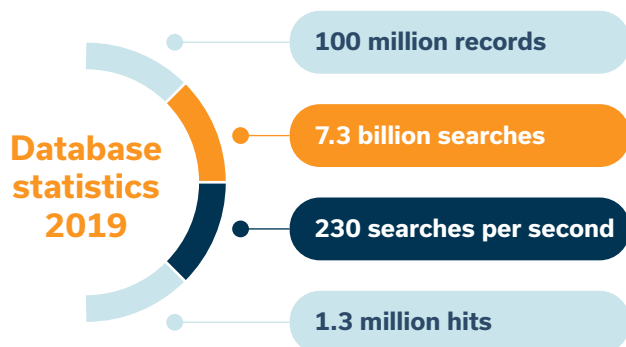 Database
statistics
2019
100 million records
7.3 billion searches
230 searches per second
1.3 million hits